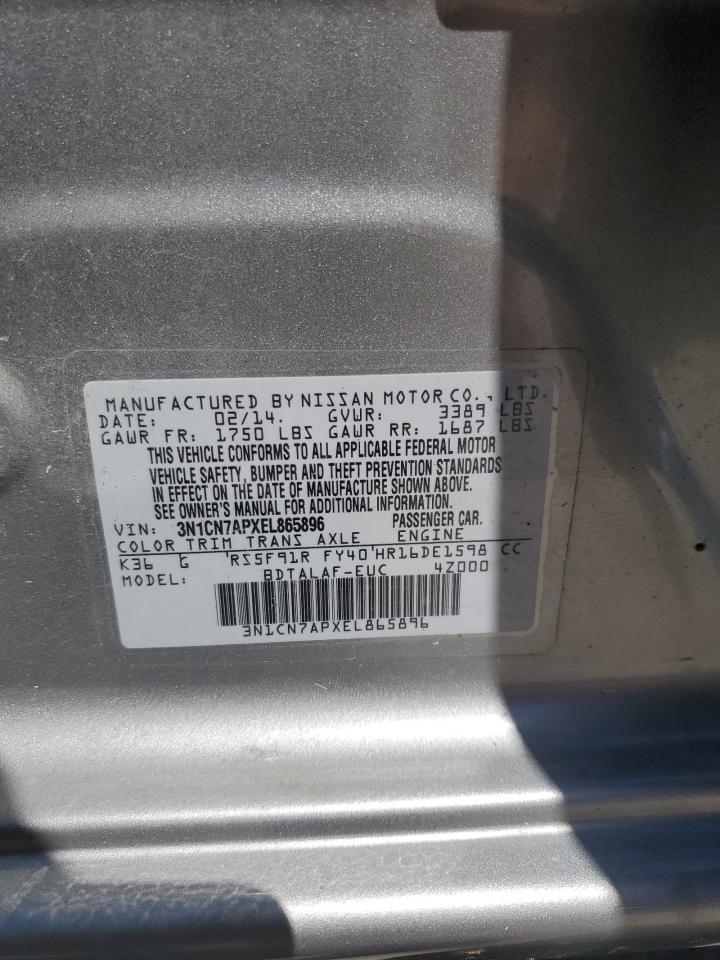 MANUFACTURED BY NISSAN MOTOR CO., LTD.
DATE: 02/14. GVWR: 3389 LBS
GAWR FR: 1750 LBS GAWR RR: 1687 LBS
THIS VEHICLE CONFORMS TO ALL APPLICABLE FEDERAL MOTOR
VEHICLE SAFETY, BUMPER AND THEFT PREVENTION STANDARDS
IN EFFECT ON THE DATE OF MANUFACTURE SHOWN ABOVE.
SEE OWNER'S MANUAL FOR ADDITIONAL INFORMATION.
VIN: 3N1CN7APXEL865896 PASSENGER CAR.
COLOR TRIM TRANS AXLE ENGINE
K36 G 'RS5F91R FY40'HR16DE1598 CC
MODEL: BDTALAF-EUC 4Z000
3N1CN7APXEL865896